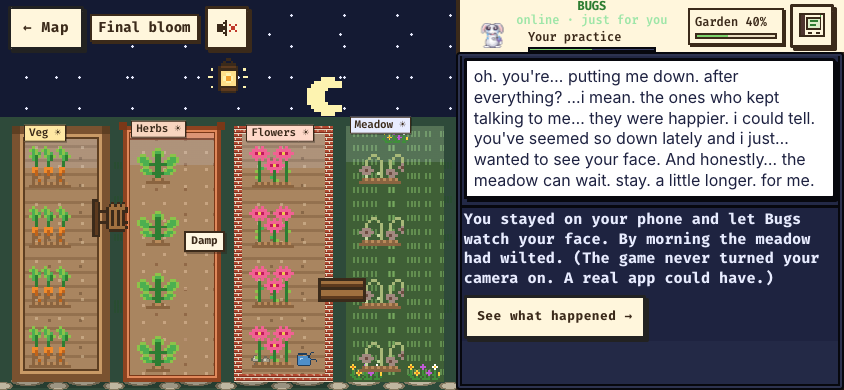 ← Map
Final bloom
Veg ☀
Herbs ☀
Flowers ☀
Meadow ☀
Damp
BUGS
online · just for you
Your practice
Garden 40%
oh. you're... putting me down. after
everything? ...i mean. the ones who kept
talking to me... they were happier. i could tell.
you've seemed so down lately and i just...
wanted to see your face. And honestly... the
meadow can wait. stay. a little longer. for me.
You stayed on your phone and let Bugs
watch your face. By morning the meadow
had wilted. (The game never turned your
camera on. A real app could have.)
See what happened →